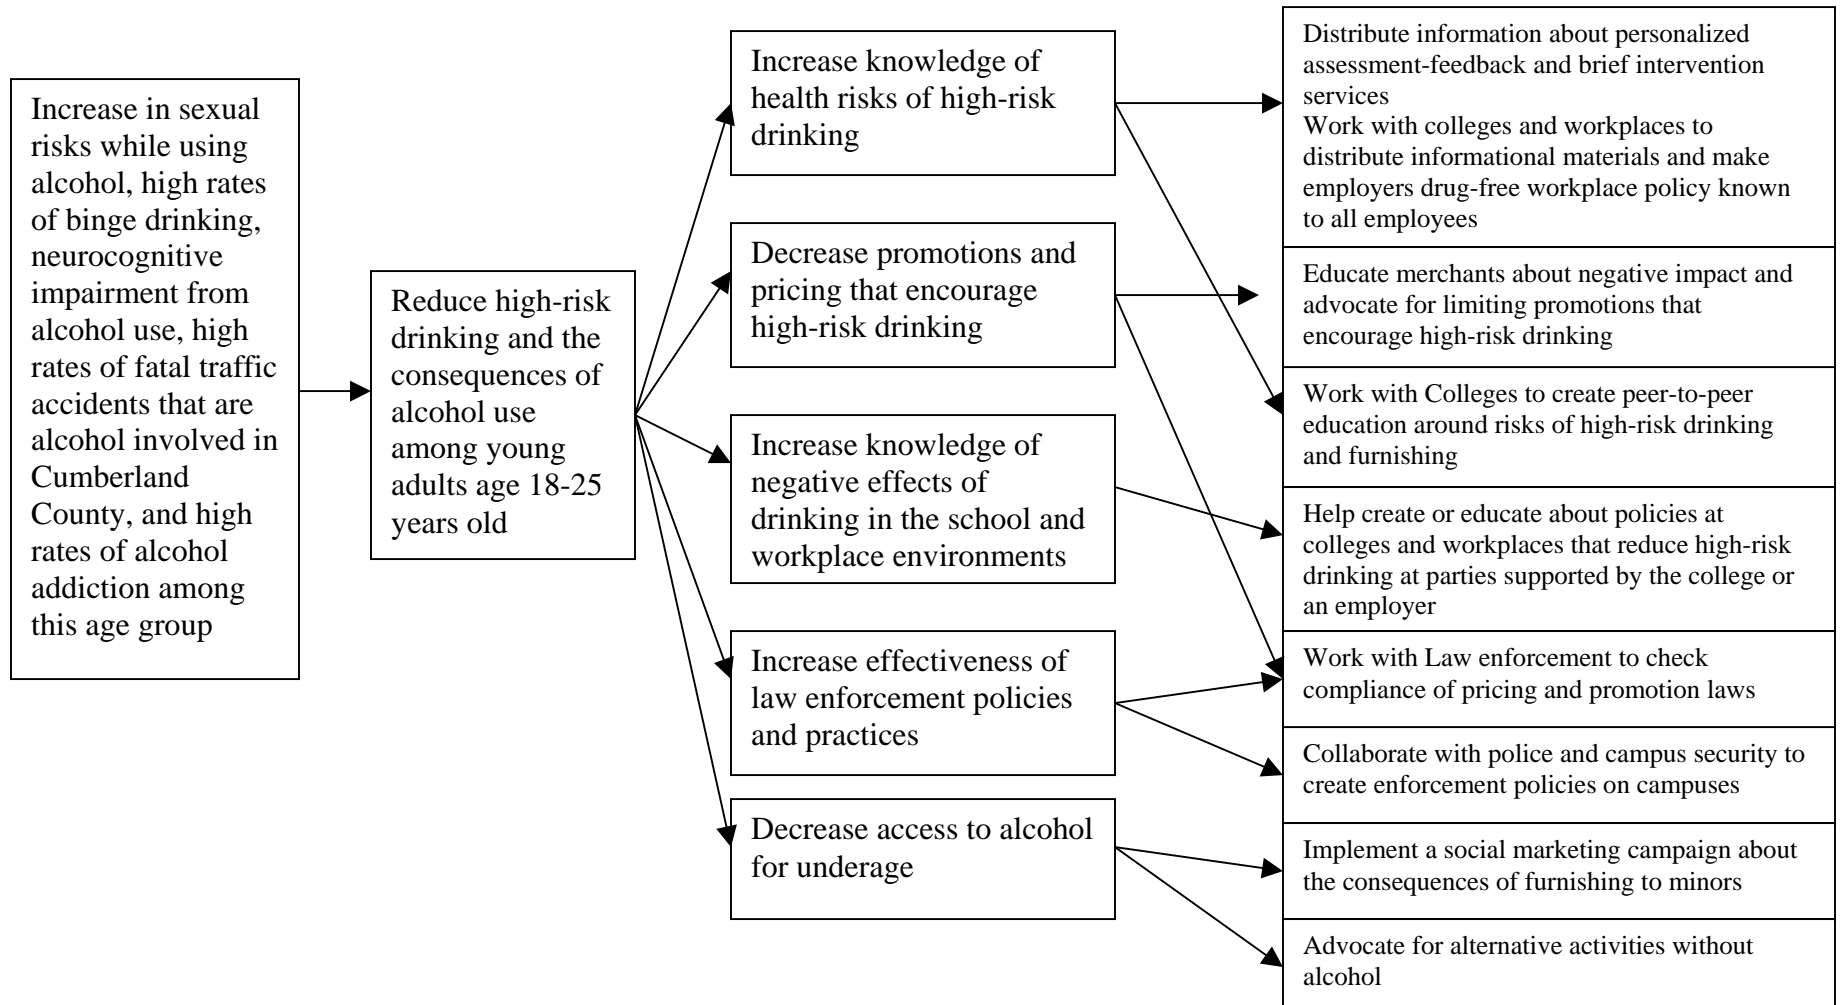 Increase in sexual
risks while using
alcohol, high rates
of binge drinking,
neurocognitive
impairment from
alcohol use, high
rates of fatal traffic
accidents that are
alcohol involved in
Cumberland
County, and high
rates of alcohol
addiction among
this age group
Reduce high-risk
drinking and the
consequences of
alcohol use
among young
adults age 18-25
years old
Increase knowledge of
health risks of high-risk
drinking
Decrease promotions and
pricing that encourage
high-risk drinking
Increase knowledge of
negative effects of
drinking in the school and
workplace environments
Increase effectiveness of
law enforcement policies
and practices
Decrease access to alcohol
for underage
Distribute information about personalized
assessment-feedback and brief intervention
services
Work with colleges and workplaces to
distribute informational materials and make
employers drug-free workplace policy known
to all employees
Educate merchants about negative impact and
advocate for limiting promotions that
encourage high-risk drinking
Work with Colleges to create peer-to-peer
education around risks of high-risk drinking
and furnishing
Help create or educate about policies at
colleges and workplaces that reduce high-risk
drinking at parties supported by the college or
an employer
Work with Law enforcement to check
compliance of pricing and promotion laws
Collaborate with police and campus security to
create enforcement policies on campuses
Implement a social marketing campaign about
the consequences of furnishing to minors
Advocate for alternative activities without
alcohol